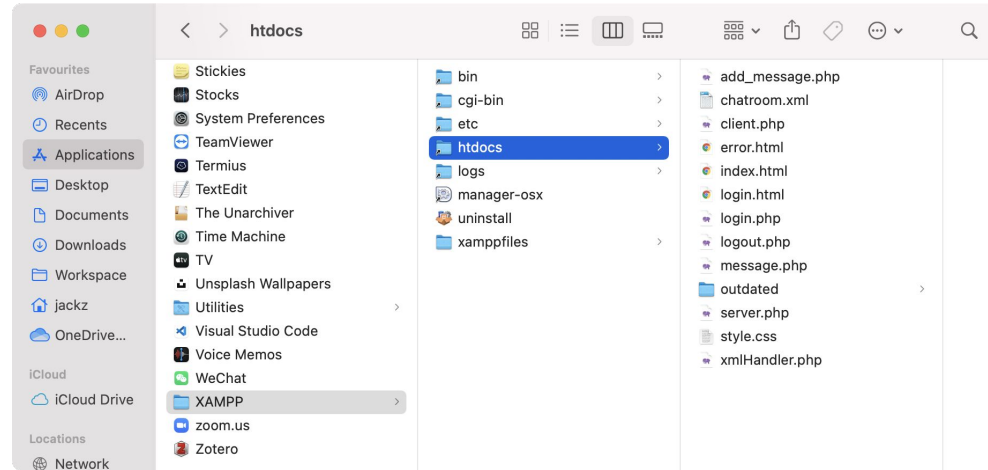 htdocs
Favourites
AirDrop
Recents
Applications
Desktop
Documents
Downloads
Workspace
jackz
OneDrive...
iCloud
iCloud Drive
Locations
Network
Stickies
Stocks
System Preferences
TeamViewer
Termius
TextEdit
The Unarchiver
Time Machine
TV
Unsplash Wallpapers
Utilities
Visual Studio Code
Voice Memos
WeChat
XAMPP
zoom.us
Zotero
bin
cgi-bin
etc
htdocs
logs
manager-osx
uninstall
xamppfiles
add_message.php
chatroom.xml
client.php
error.html
index.html
login.html
login.php
logout.php
message.php
outdated
server.php
style.css
xmlHandler.php